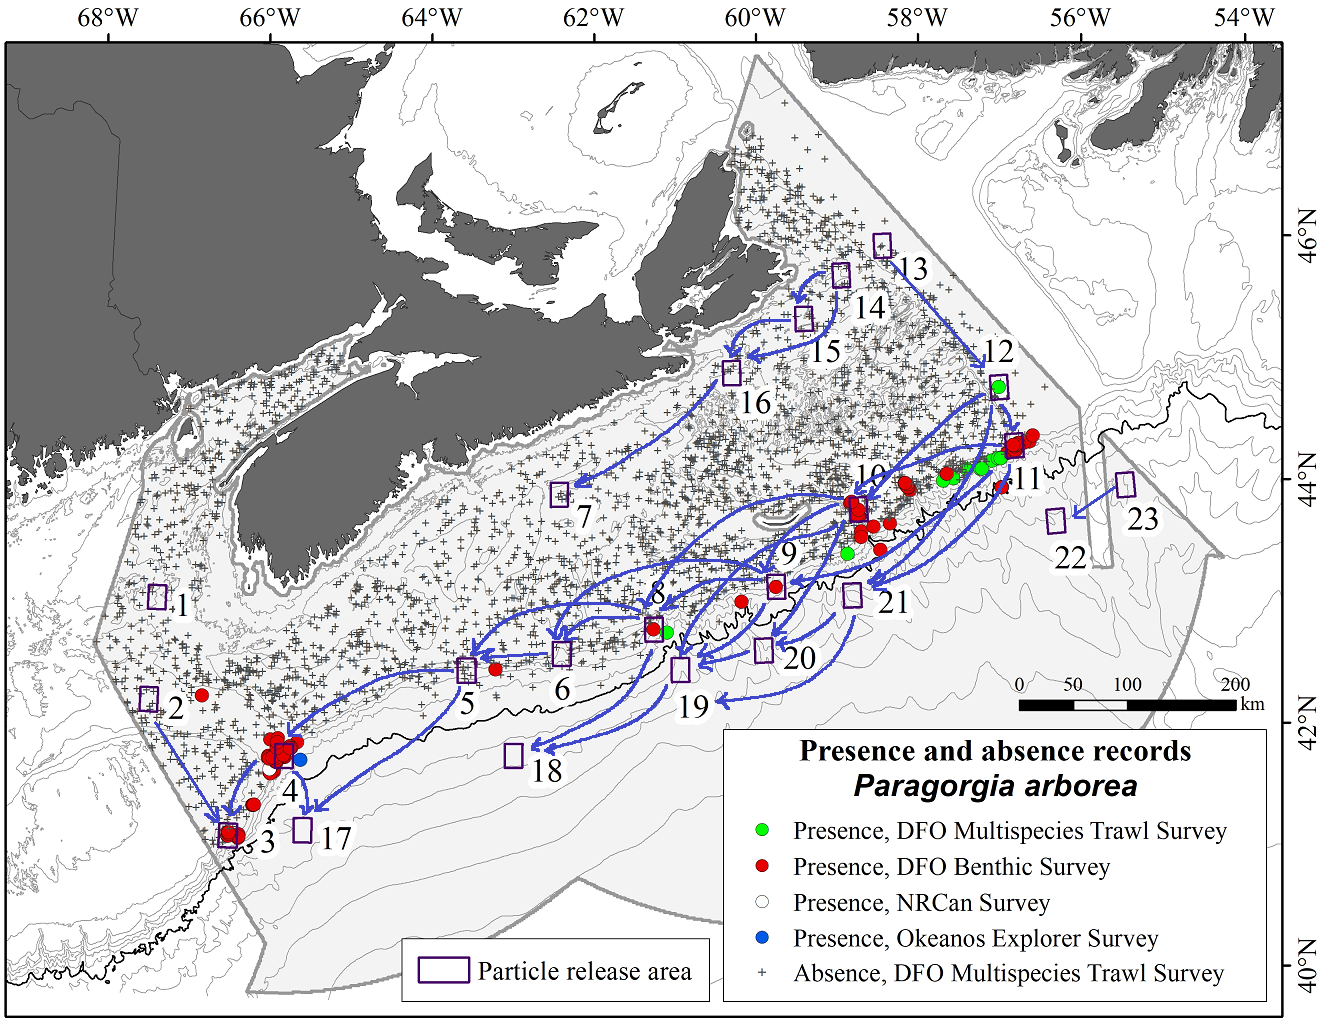 68°W 66°W 64°W 62°W 60°W 58°W 56°W 54°W
46°N
13
14
15
12
16
44°N
10
11
7
23
22
9
8
1
21
20
6
5
19
2
0 50 100 200
km
42°N
18
4
17
3
Presence and absence records
Paragorgia arborea
Presence, DFO Multispecies Trawl Survey
Presence, DFO Benthic Survey
Presence, NRCan Survey
Presence, Okeanos Explorer Survey
Absence, DFO Multispecies Trawl Survey
Particle release area
40°N